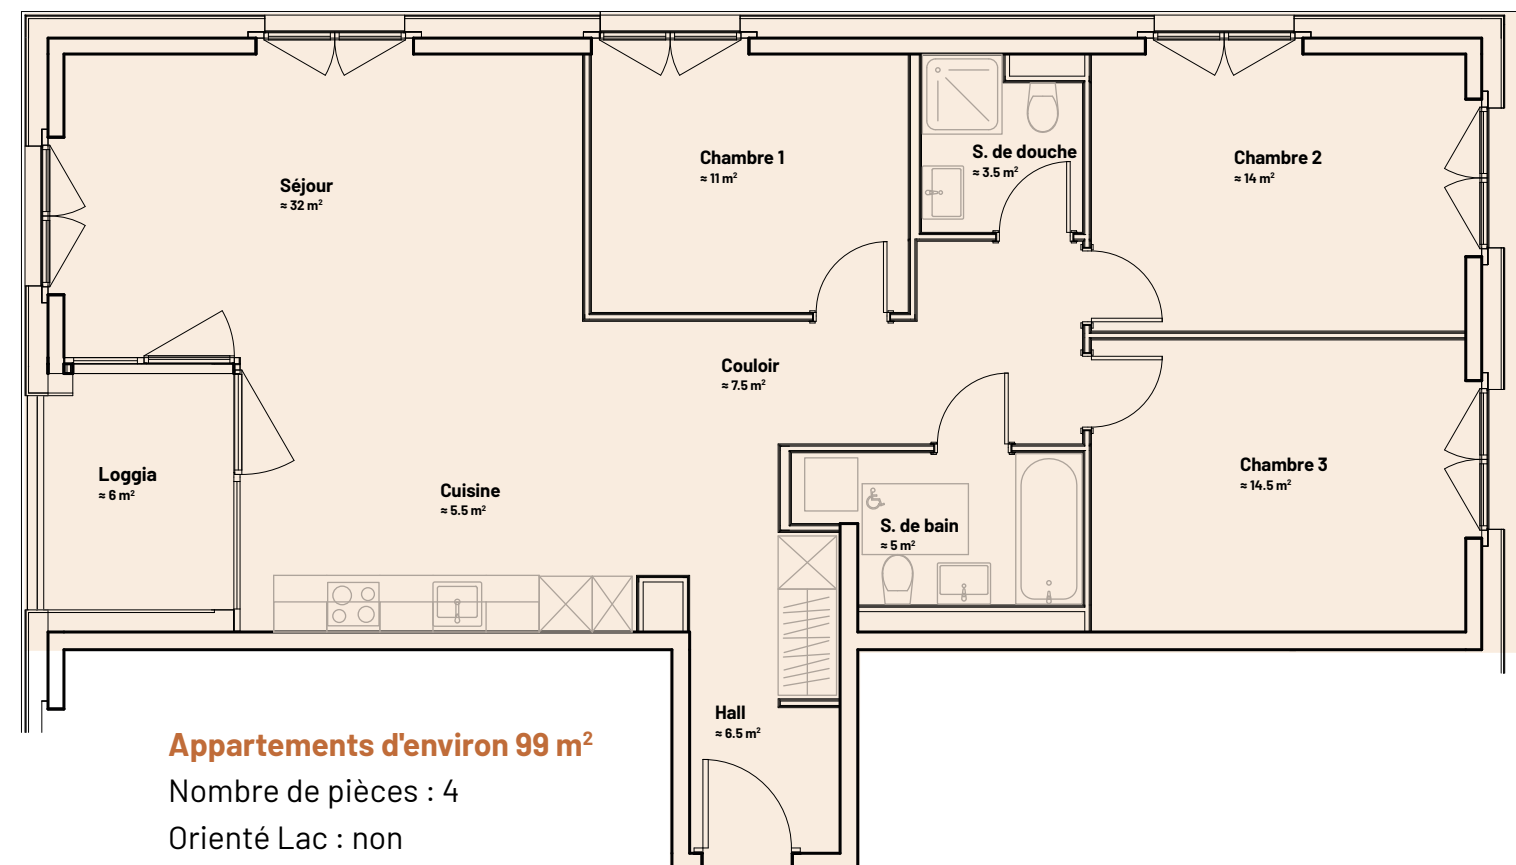 Chambre 1
≈ 11 m²
S. de douche
≈ 3.5 m²
Chambre 2
≈ 14 m²
Séjour
≈ 32 m²
Couloir
≈ 7.5 m²
Loggia
≈ 6 m²
Cuisine
≈ 5.5 m²
Chambre 3
≈ 14.5 m²
S. de bain
≈ 5 m²
Hall
≈ 6.5 m²
Appartements d'environ 99 m²
Nombre de pièces : 4
Orienté Lac : non